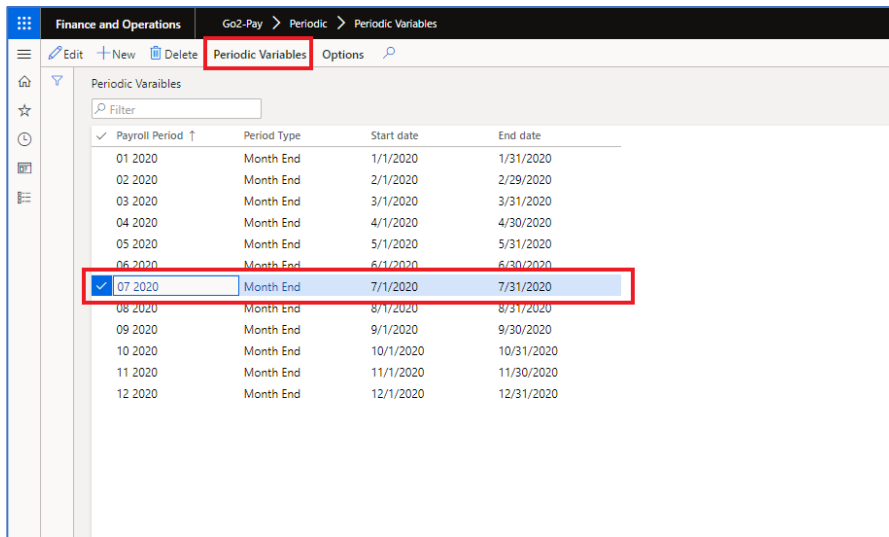 Finance and Operations Go2-Pay > Periodic > Periodic Variables
Edit New Delete Periodic Variables Options
Periodic Varaibles
Filter
Payroll Period ↑ Period Type Start date End date
01 2020 Month End 1/1/2020 1/31/2020
02 2020 Month End 2/1/2020 2/29/2020
03 2020 Month End 3/1/2020 3/31/2020
04 2020 Month End 4/1/2020 4/30/2020
05 2020 Month End 5/1/2020 5/31/2020
06 2020 Month End 6/1/2020 6/30/2020
07 2020 Month End 7/1/2020 7/31/2020
08 2020 Month End 8/1/2020 8/31/2020
09 2020 Month End 9/1/2020 9/30/2020
10 2020 Month End 10/1/2020 10/31/2020
11 2020 Month End 11/1/2020 11/30/2020
12 2020 Month End 12/1/2020 12/31/2020